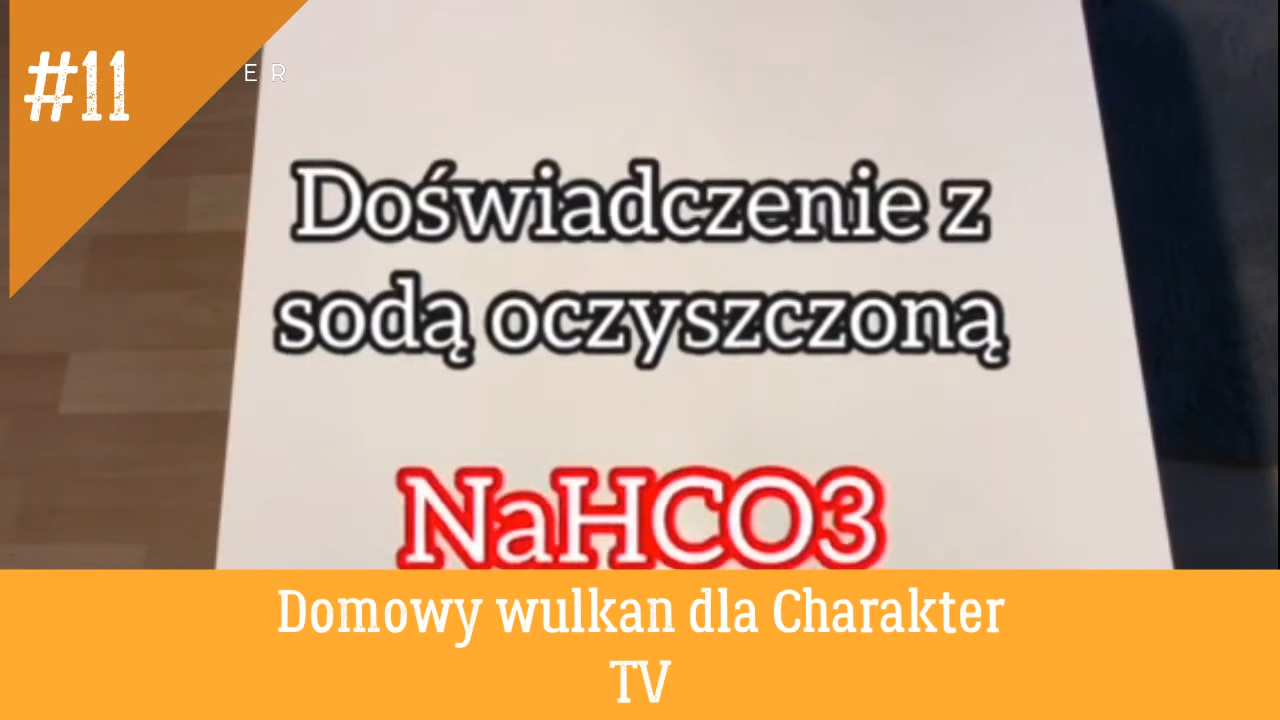 #11
E R
Doświadczenie z
sodą oczyszczoną
NaHCO3
Domowy wulkan dla Charakter
TV